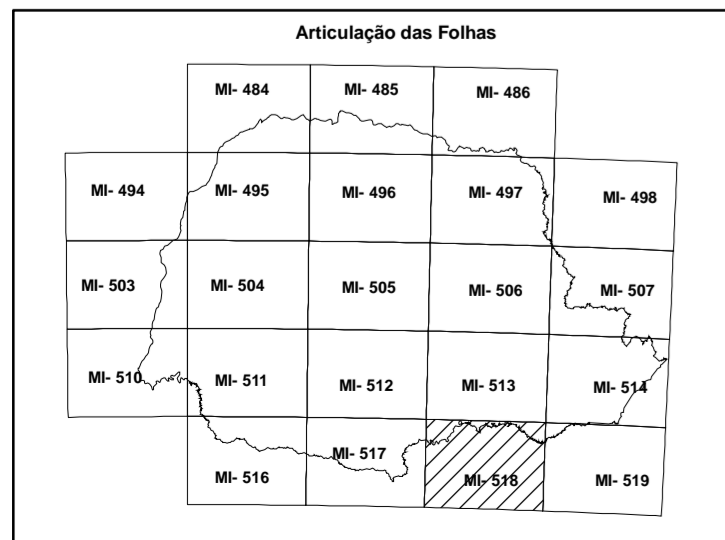 Articulação das Folhas
MI- 484 MI- 485 MI- 486
MI- 494 MI- 495 MI- 496 MI- 497 MI- 498
MI- 503 MI- 504 MI- 505 MI- 506 MI- 507
MI- 510 MI- 511 MI- 512 MI- 513 MI- 514
MI- 516 MI- 517 MI- 518 MI- 519